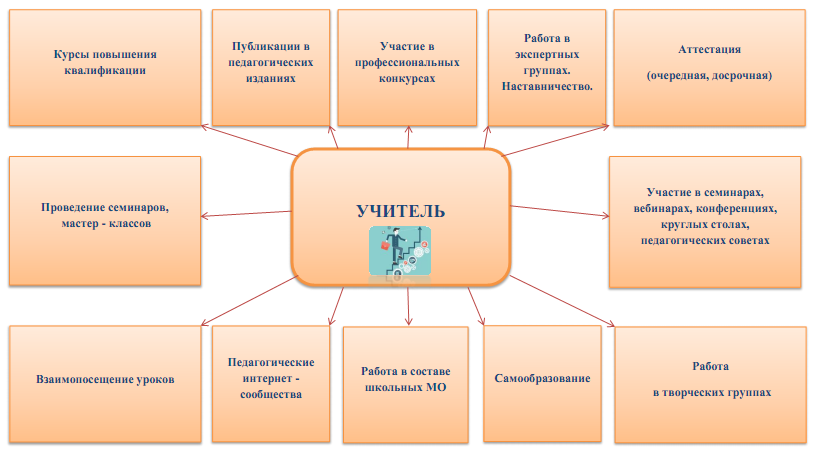 Курсы повышения
квалификации
Публикации в
педагогических
изданиях
Участие в
профессиональных
конкурсах
Работа в
экспертных
группах.
Наставничество.
Аттестация
(очередная, досрочная)
Проведение семинаров,
мастер - классов
УЧИТЕЛЬ
Участие в семинарах,
вебинарах, конференциях,
круглых столах,
педагогических советах
Взаимопосещение уроков
Педагогические
интернет -
сообщества
Работа в составе
школьных МО
Самообразование
Работа
в творческих группах